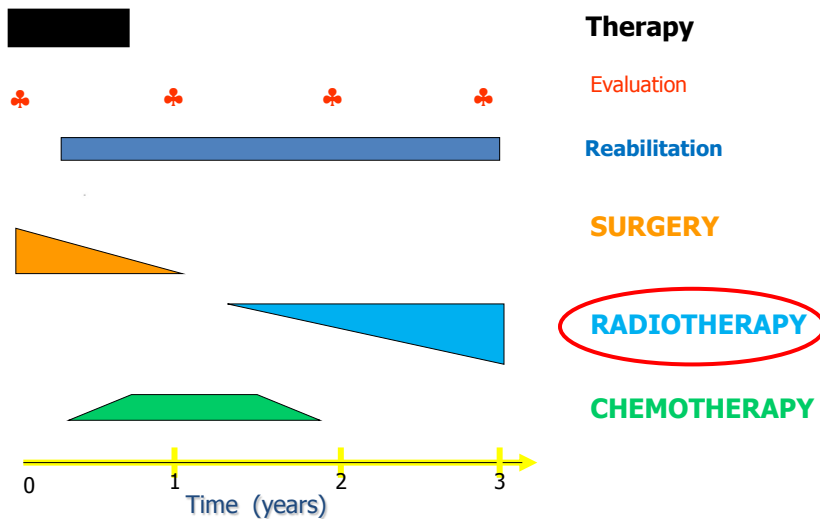 Therapy
Evaluation
Reabilitation
SURGERY
RADIOTHERAPY
CHEMOTHERAPY
0 1 2 3
Time (years)